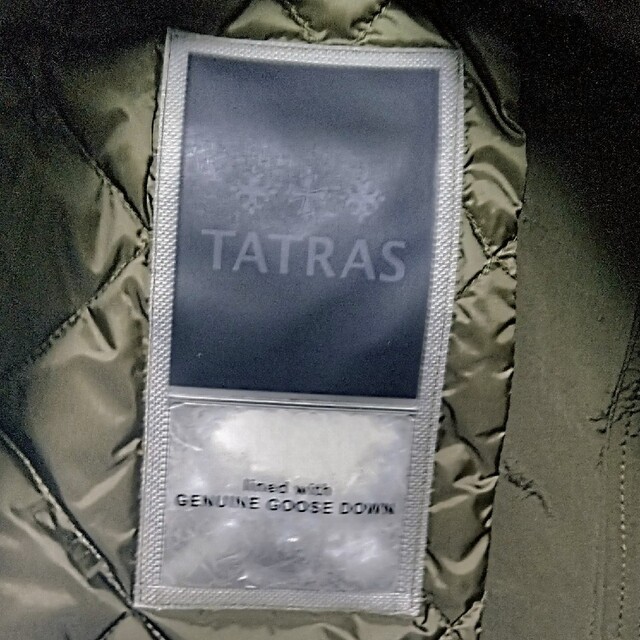 TATRAS
lined with
GENUINE GOOSE DOWN